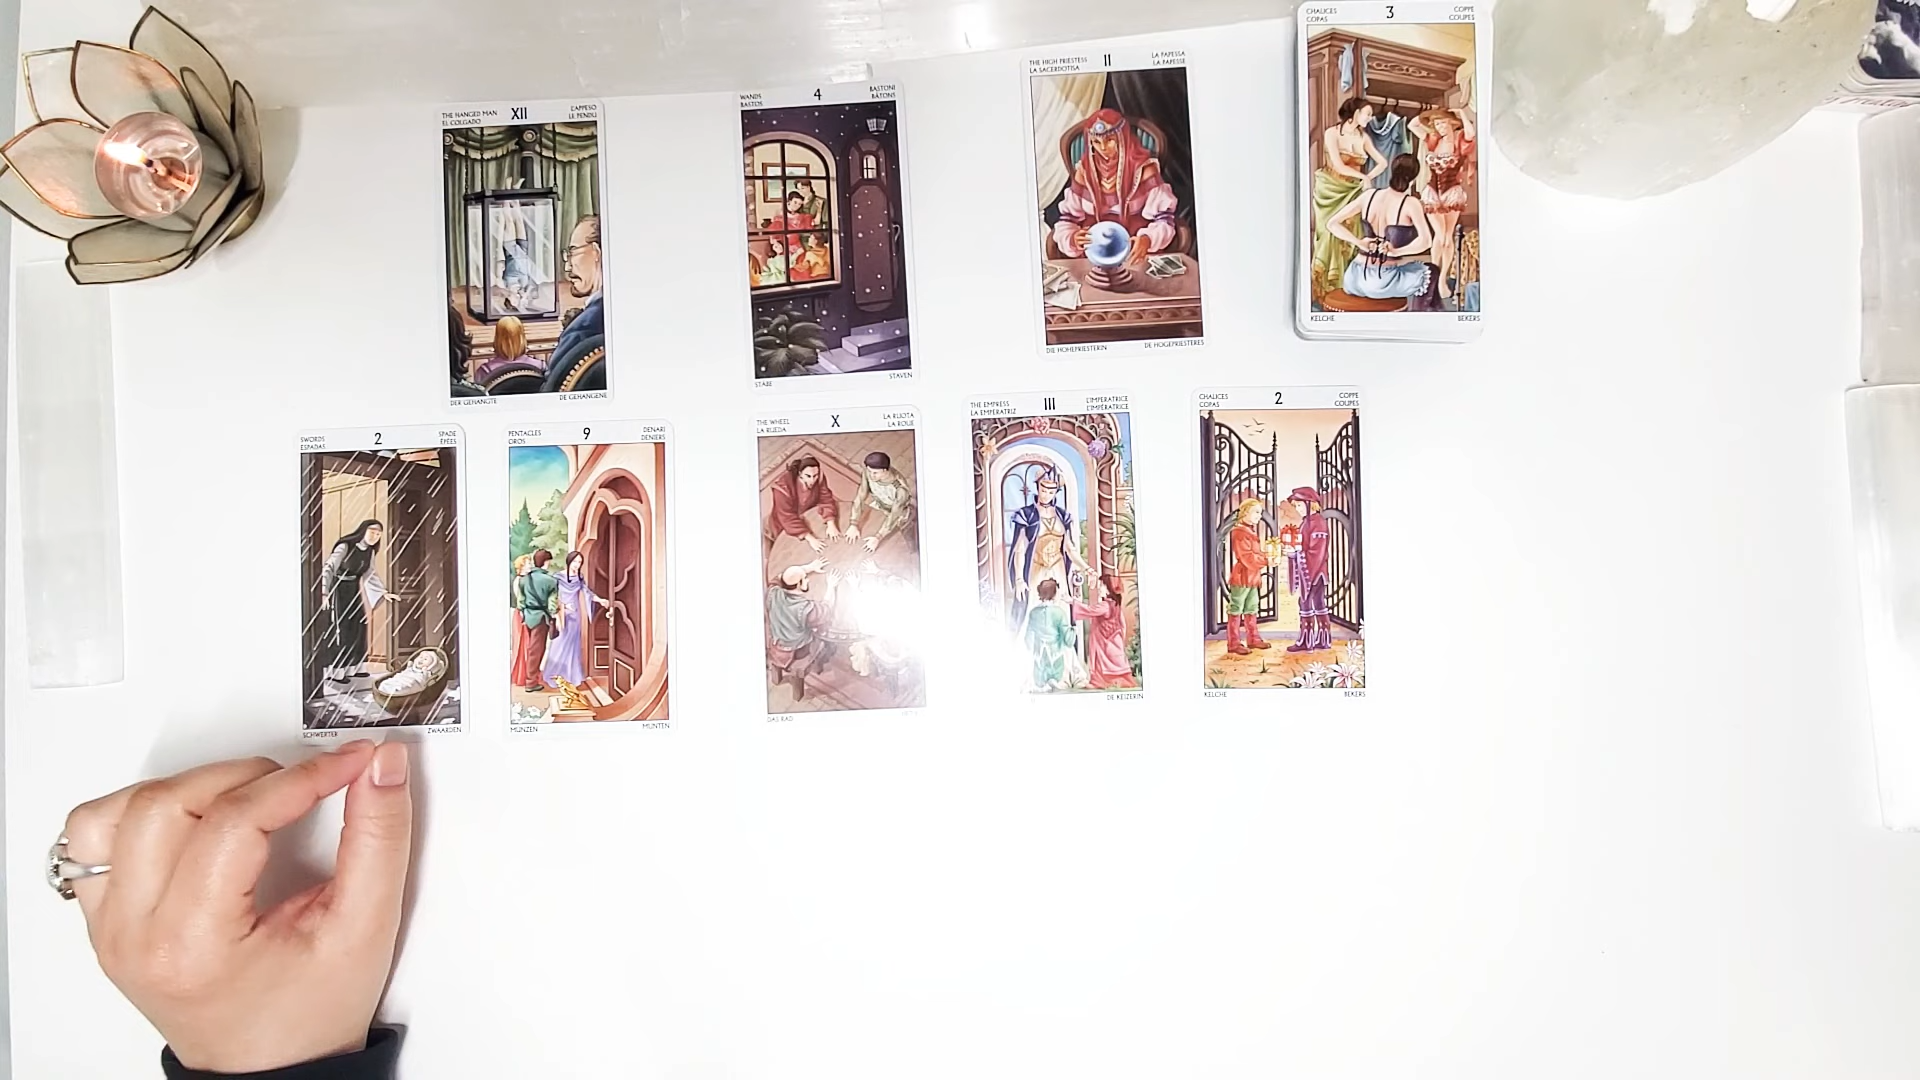 THE HANGED MAN
EL COLGADO
XII
L'APPESO
LE PENDU
DER GEHANGTE
DE GEHANGENE
WANDS
BASTOS
4
BASTONI
BÂTONS
STÄBE
STAVEN
THE HIGH PRIESTESS
LA SACERDOTISA
II
LA PAPESSA
LA PAPESSE
DIE HOHEPRIESTERIN
DE HOGEPRIESTERES
CHALICES
COPAS
3
COPPE
COUPES
KELCHE
BEKERS
SWORDS
ESPADAS
2
SPADE
ÉPÉES
SCHWERTER
ZWAARDEN
PENTACLES
OROS
9
DENARI
DENIERS
MÜNZEN
MUNTEN
THE WHEEL
LA RUEDA
X
LA RUOTA
LA ROUE
DAS RAD
THE EMPRESS
LA EMPERATRIZ
III
L'IMPERATRICE
L'IMPÉRATRICE
DE KEIZERIN
CHALICES
COPAS
2
COPPE
COUPES
KELCHE
BEKERS